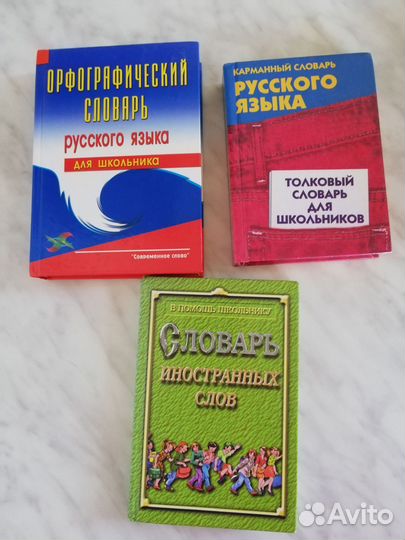 ОРФОГРАФИЧЕСКИЙ
СЛОВАРЬ
русского языка
для школьника
"Современное слово"
КАРМАННЫЙ СЛОВАРЬ
РУССКОГО
ЯЗЫКА
ТОЛКОВЫЙ
СЛОВАРЬ ДЛЯ
ШКОЛЬНИКОВ
В ПОМОЩЬ ШКОЛЬНИКУ
СЛОВАРЬ
ИНОСТРАННЫХ
СЛОВ
Avito